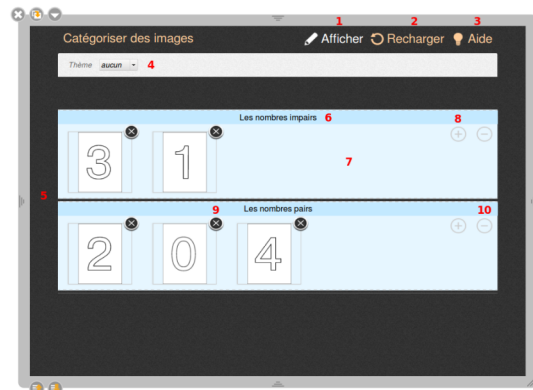 1 2 3
Catégoriser des images Afficher Recharger Aide
Thème aucun 4
Les nombres impairs 6 8
3 1 7
5
9 Les nombres pairs 10
2 0 4